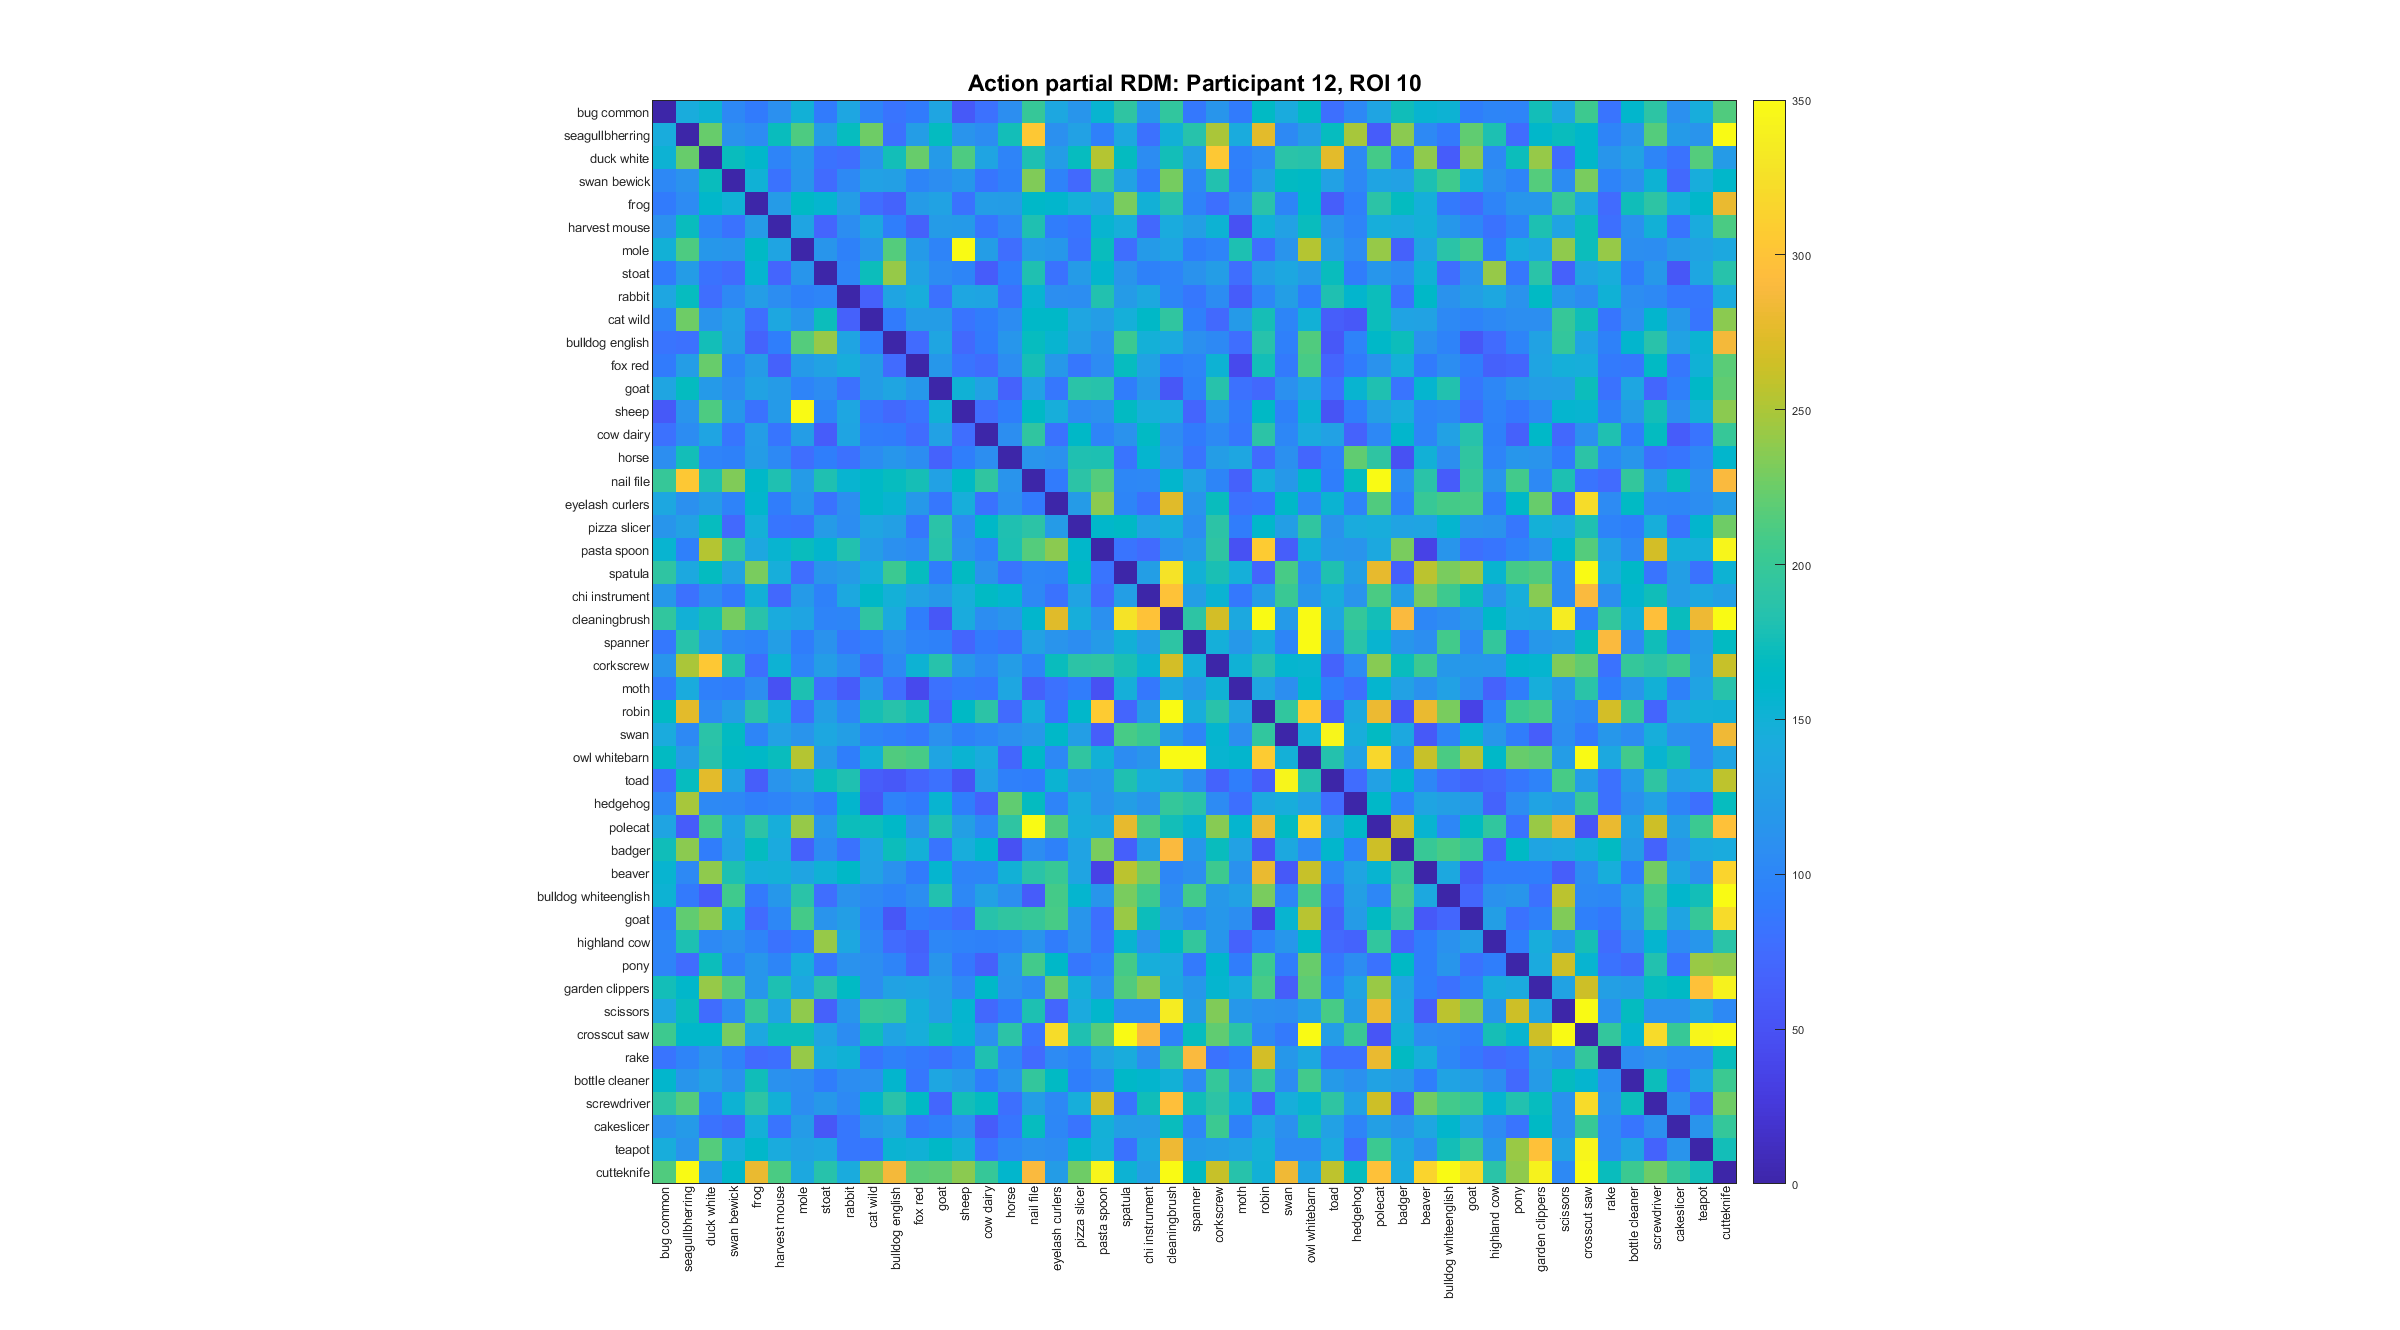 Action partial RDM: Participant 12, ROI 10
bug common
seagullbherring
duck white
swan bewick
frog
harvest mouse
mole
stoat
rabbit
cat wild
bulldog english
fox red
goat
sheep
cow dairy
horse
nail file
eyelash curlers
pizza slicer
pasta spoon
spatula
chi instrument
cleaningbrush
spanner
corkscrew
moth
robin
swan
owl whitebarn
toad
hedgehog
polecat
badger
beaver
bulldog whiteenglish
goat
highland cow
pony
garden clippers
scissors
crosscut saw
rake
bottle cleaner
screwdriver
cakeslicer
teapot
cutteknife
bug common
seagullbherring
duck white
swan bewick
frog
harvest mouse
mole
stoat
rabbit
cat wild
bulldog english
fox red
goat
sheep
cow dairy
horse
nail file
eyelash curlers
pizza slicer
pasta spoon
spatula
chi instrument
cleaningbrush
spanner
corkscrew
moth
robin
swan
owl whitebarn
toad
hedgehog
polecat
badger
beaver
bulldog whiteenglish
goat
highland cow
pony
garden clippers
scissors
crosscut saw
rake
bottle cleaner
screwdriver
cakeslicer
teapot
cutteknife
350
300
250
200
150
100
50
0